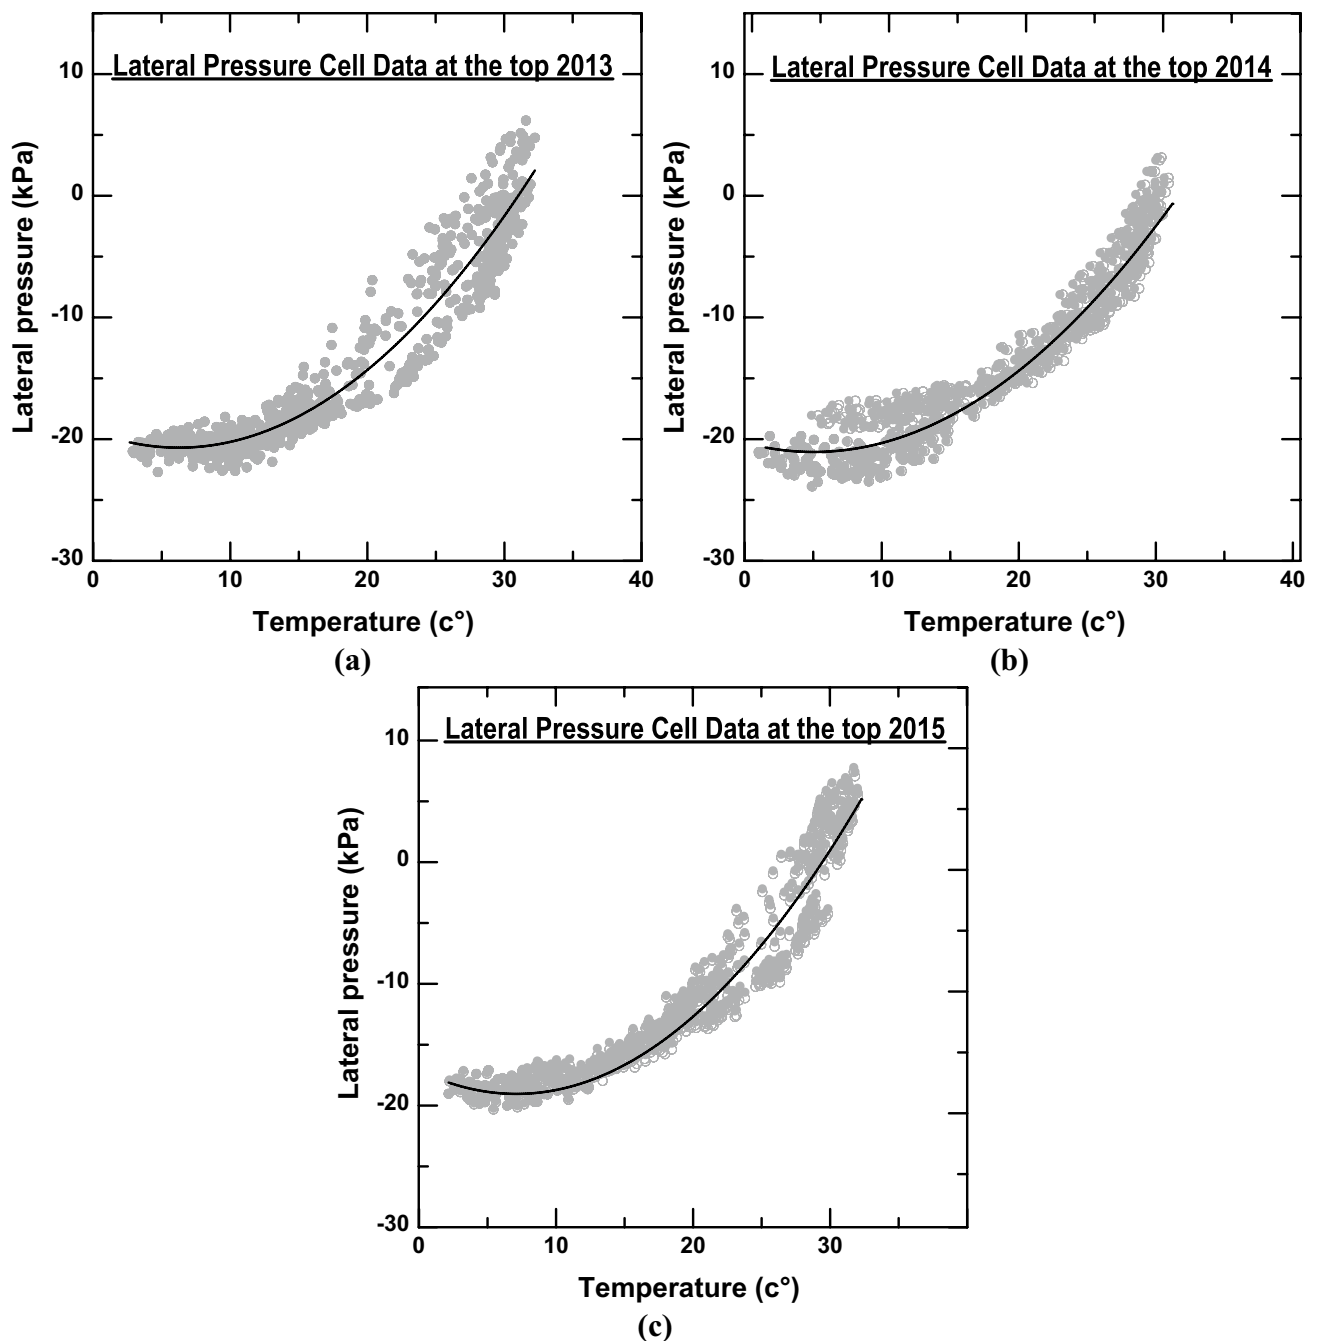 Lateral Pressure Cell Data at the top 2013
10
0
-10
-20
-30
Lateral pressure (kPa)
0 10 20 30 40
Temperature (c°)
(a)
Lateral Pressure Cell Data at the top 2014
10
0
-10
-20
-30
Lateral pressure (kPa)
0 10 20 30 40
Temperature (c°)
(b)
Lateral Pressure Cell Data at the top 2015
10
0
-10
-20
-30
Lateral pressure (kPa)
0 10 20 30
Temperature (c°)
(c)